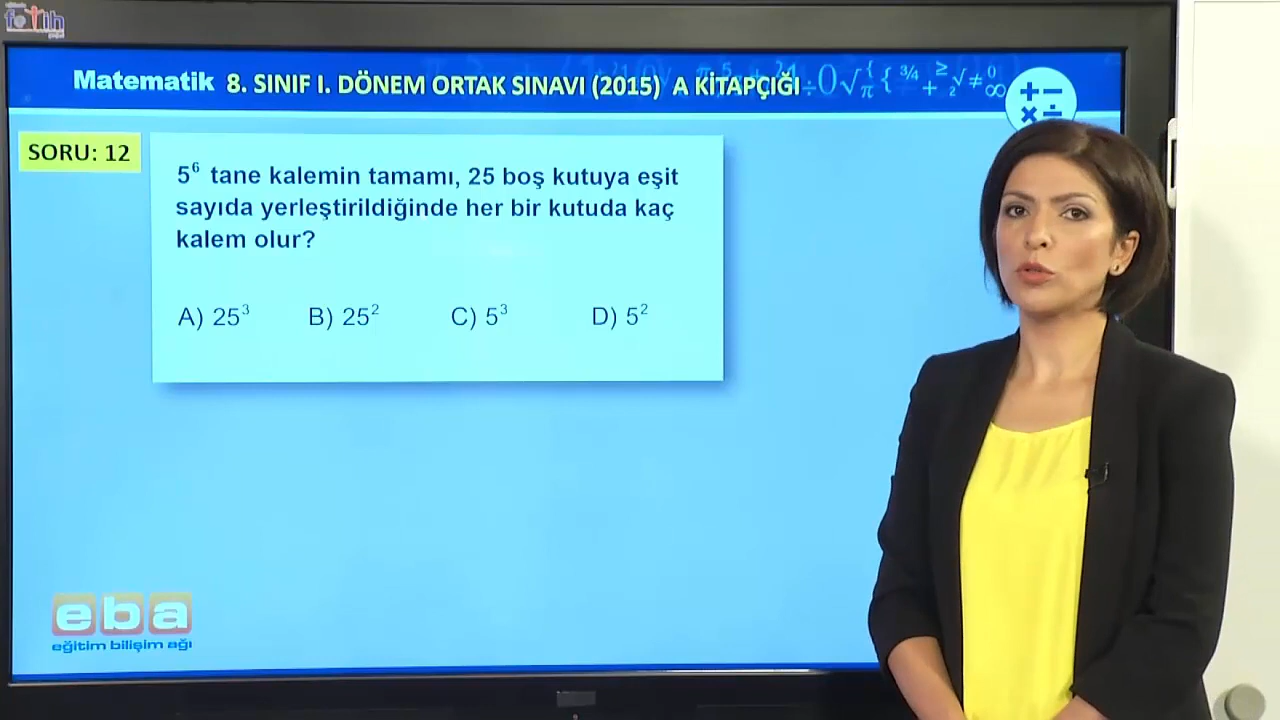 fatih
Matematik 8. SINIF I. DÖNEM ORTAK SINAVI (2015) A KİTAPÇIĞI
SORU: 12
5⁶ tane kalemin tamamı, 25 boş kutuya eşit
sayıda yerleştirildiğinde her bir kutuda kaç
kalem olur?
A) 25³ B) 25² C) 5³ D) 5²
eba
eğitim bilişim ağı